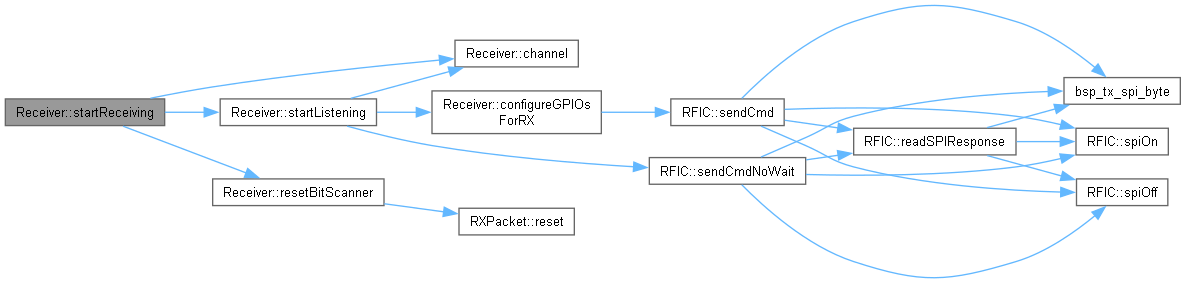 Receiver::startReceiving
Receiver::channel
Receiver::startListening
Receiver::configureGPIOs
ForRX
Receiver::resetBitScanner
RXPacket::reset
RFIC::sendCmd
RFIC::sendCmdNoWait
RFIC::readSPIResponse
bsp_tx_spi_byte
RFIC::spiOn
RFIC::spiOff